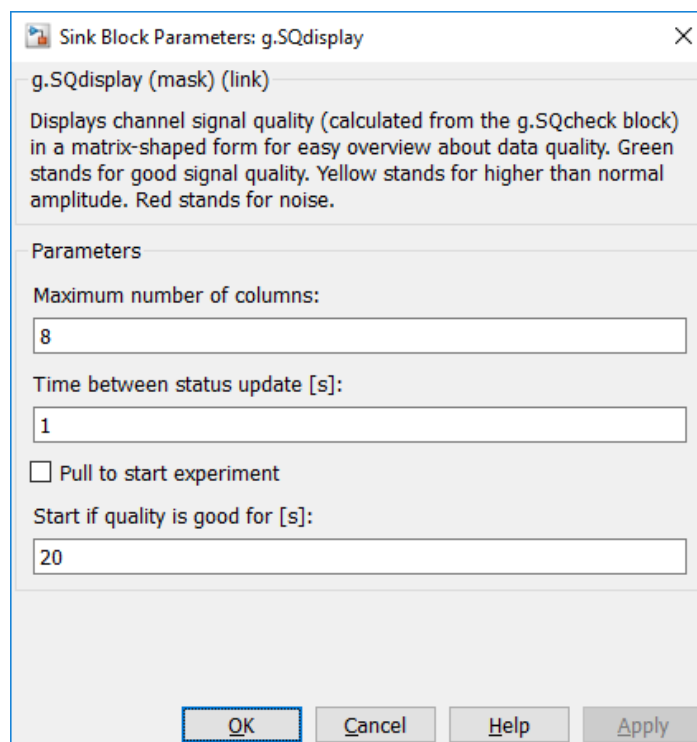 Sink Block Parameters: g.SQdisplay
g.SQdisplay (mask) (link)
Displays channel signal quality (calculated from the g.SQcheck block)
in a matrix-shaped form for easy overview about data quality. Green
stands for good signal quality. Yellow stands for higher than normal
amplitude. Red stands for noise.
Parameters
Maximum number of columns:
8
Time between status update [s]:
1
Pull to start experiment
Start if quality is good for [s]:
20
OK Cancel Help Apply